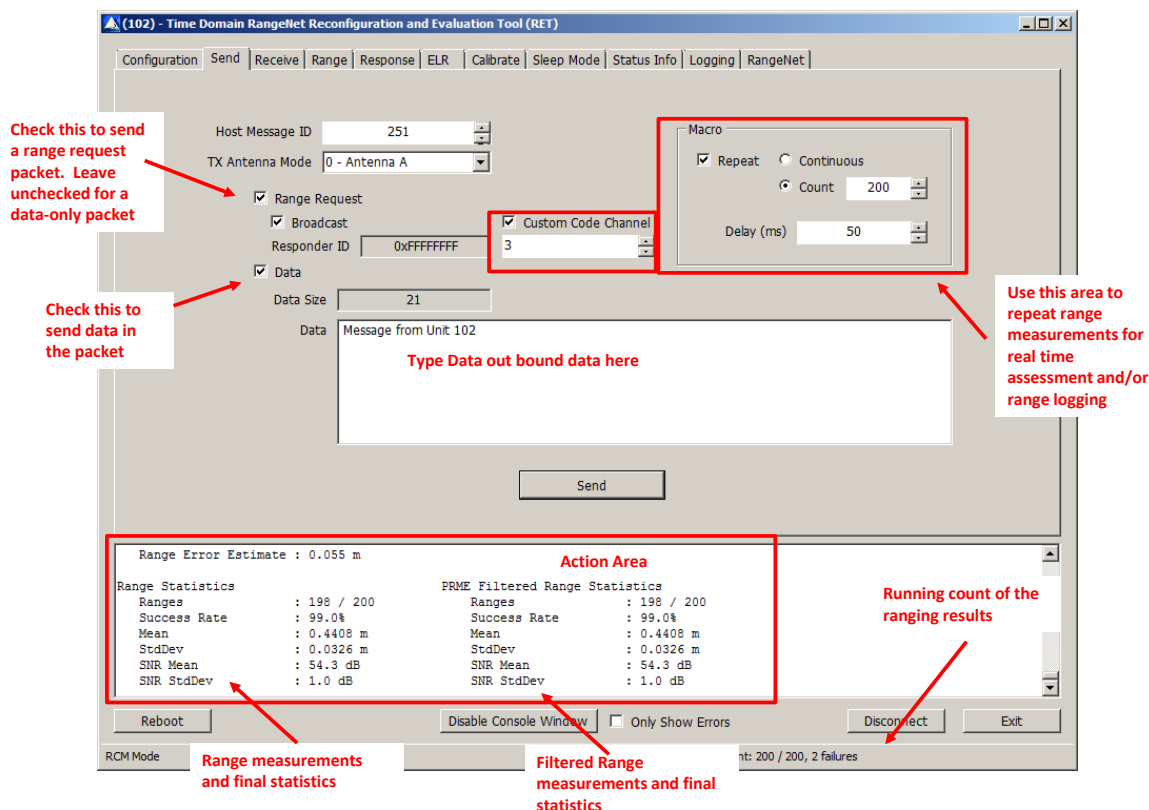 (102) - Time Domain RangeNet Reconfiguration and Evaluation Tool (RET)
Configuration Send Receive Range Response ELR Calibrate Sleep Mode Status Info Logging RangeNet
Check this to send
a range request
packet. Leave
unchecked for a
data-only packet
Host Message ID 251
TX Antenna Mode 0 - Antenna A
Range Request
Broadcast
Responder ID 0xFFFFFFFF
Custom Code Channel
3
Macro
Repeat Continuous
Count 200
Delay (ms) 50
Data
Data Size 21
Check this to
send data in
the packet
Data Message from Unit 102
Type Data out bound data here
Use this area to
repeat range
measurements for
real time
assessment and/or
range logging
Send
Range Error Estimate : 0.055 m
Action Area
Range Statistics PRME Filtered Range Statistics
Ranges : 198 / 200 Ranges : 198 / 200
Success Rate : 99.0% Success Rate : 99.0%
Mean : 0.4408 m Mean : 0.4408 m
StdDev : 0.0326 m StdDev : 0.0326 m
SNR Mean : 54.3 dB SNR Mean : 54.3 dB
SNR StdDev : 1.0 dB SNR StdDev : 1.0 dB
Running count of the
ranging results
Reboot Disable Console Window Only Show Errors Disconnect Exit
RCM Mode
Range measurements
and final statistics
Filtered Range
measurements and final
statistics
nt: 200 / 200, 2 failures